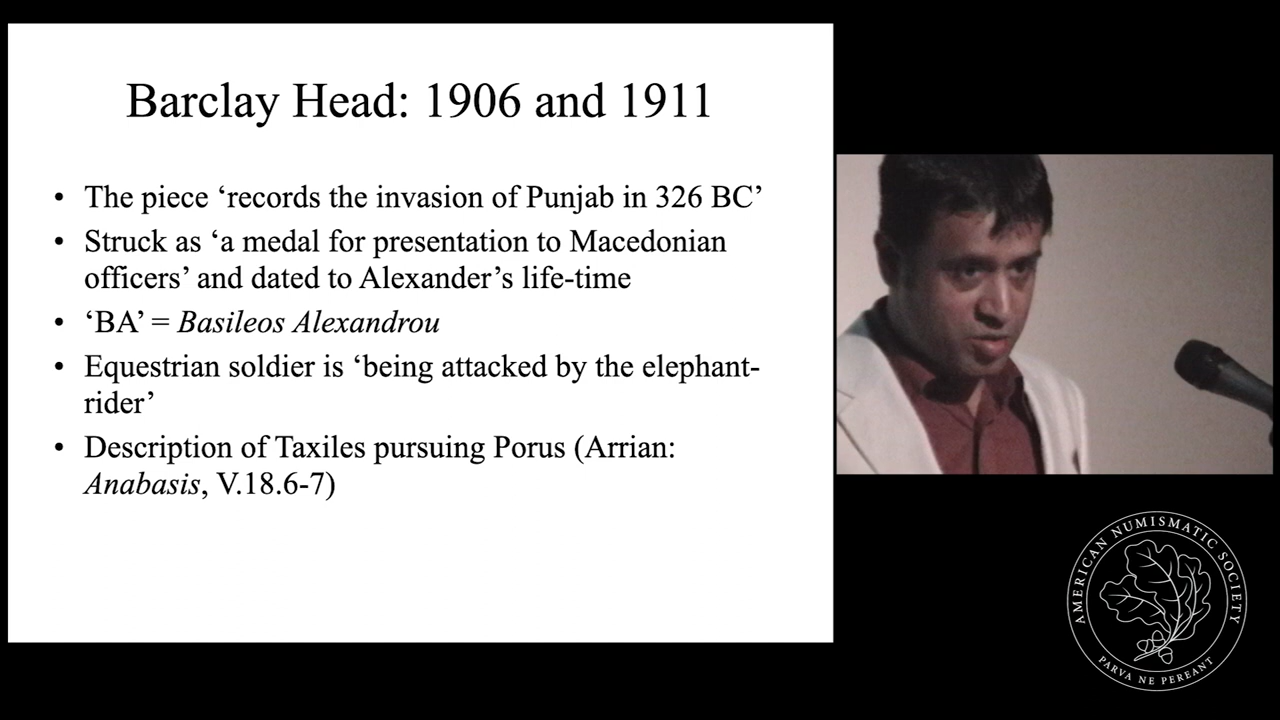 Barclay Head: 1906 and 1911
• The piece ‘records the invasion of Punjab in 326 BC’
• Struck as ‘a medal for presentation to Macedonian
officers’ and dated to Alexander’s life-time
• ‘BA’ = Basileos Alexandrou
• Equestrian soldier is ‘being attacked by the elephant-
rider’
• Description of Taxiles pursuing Porus (Arrian:
Anabasis, V.18.6-7)
AMERICAN NUMISMATIC SOCIETY
PARVA NE PEREANT